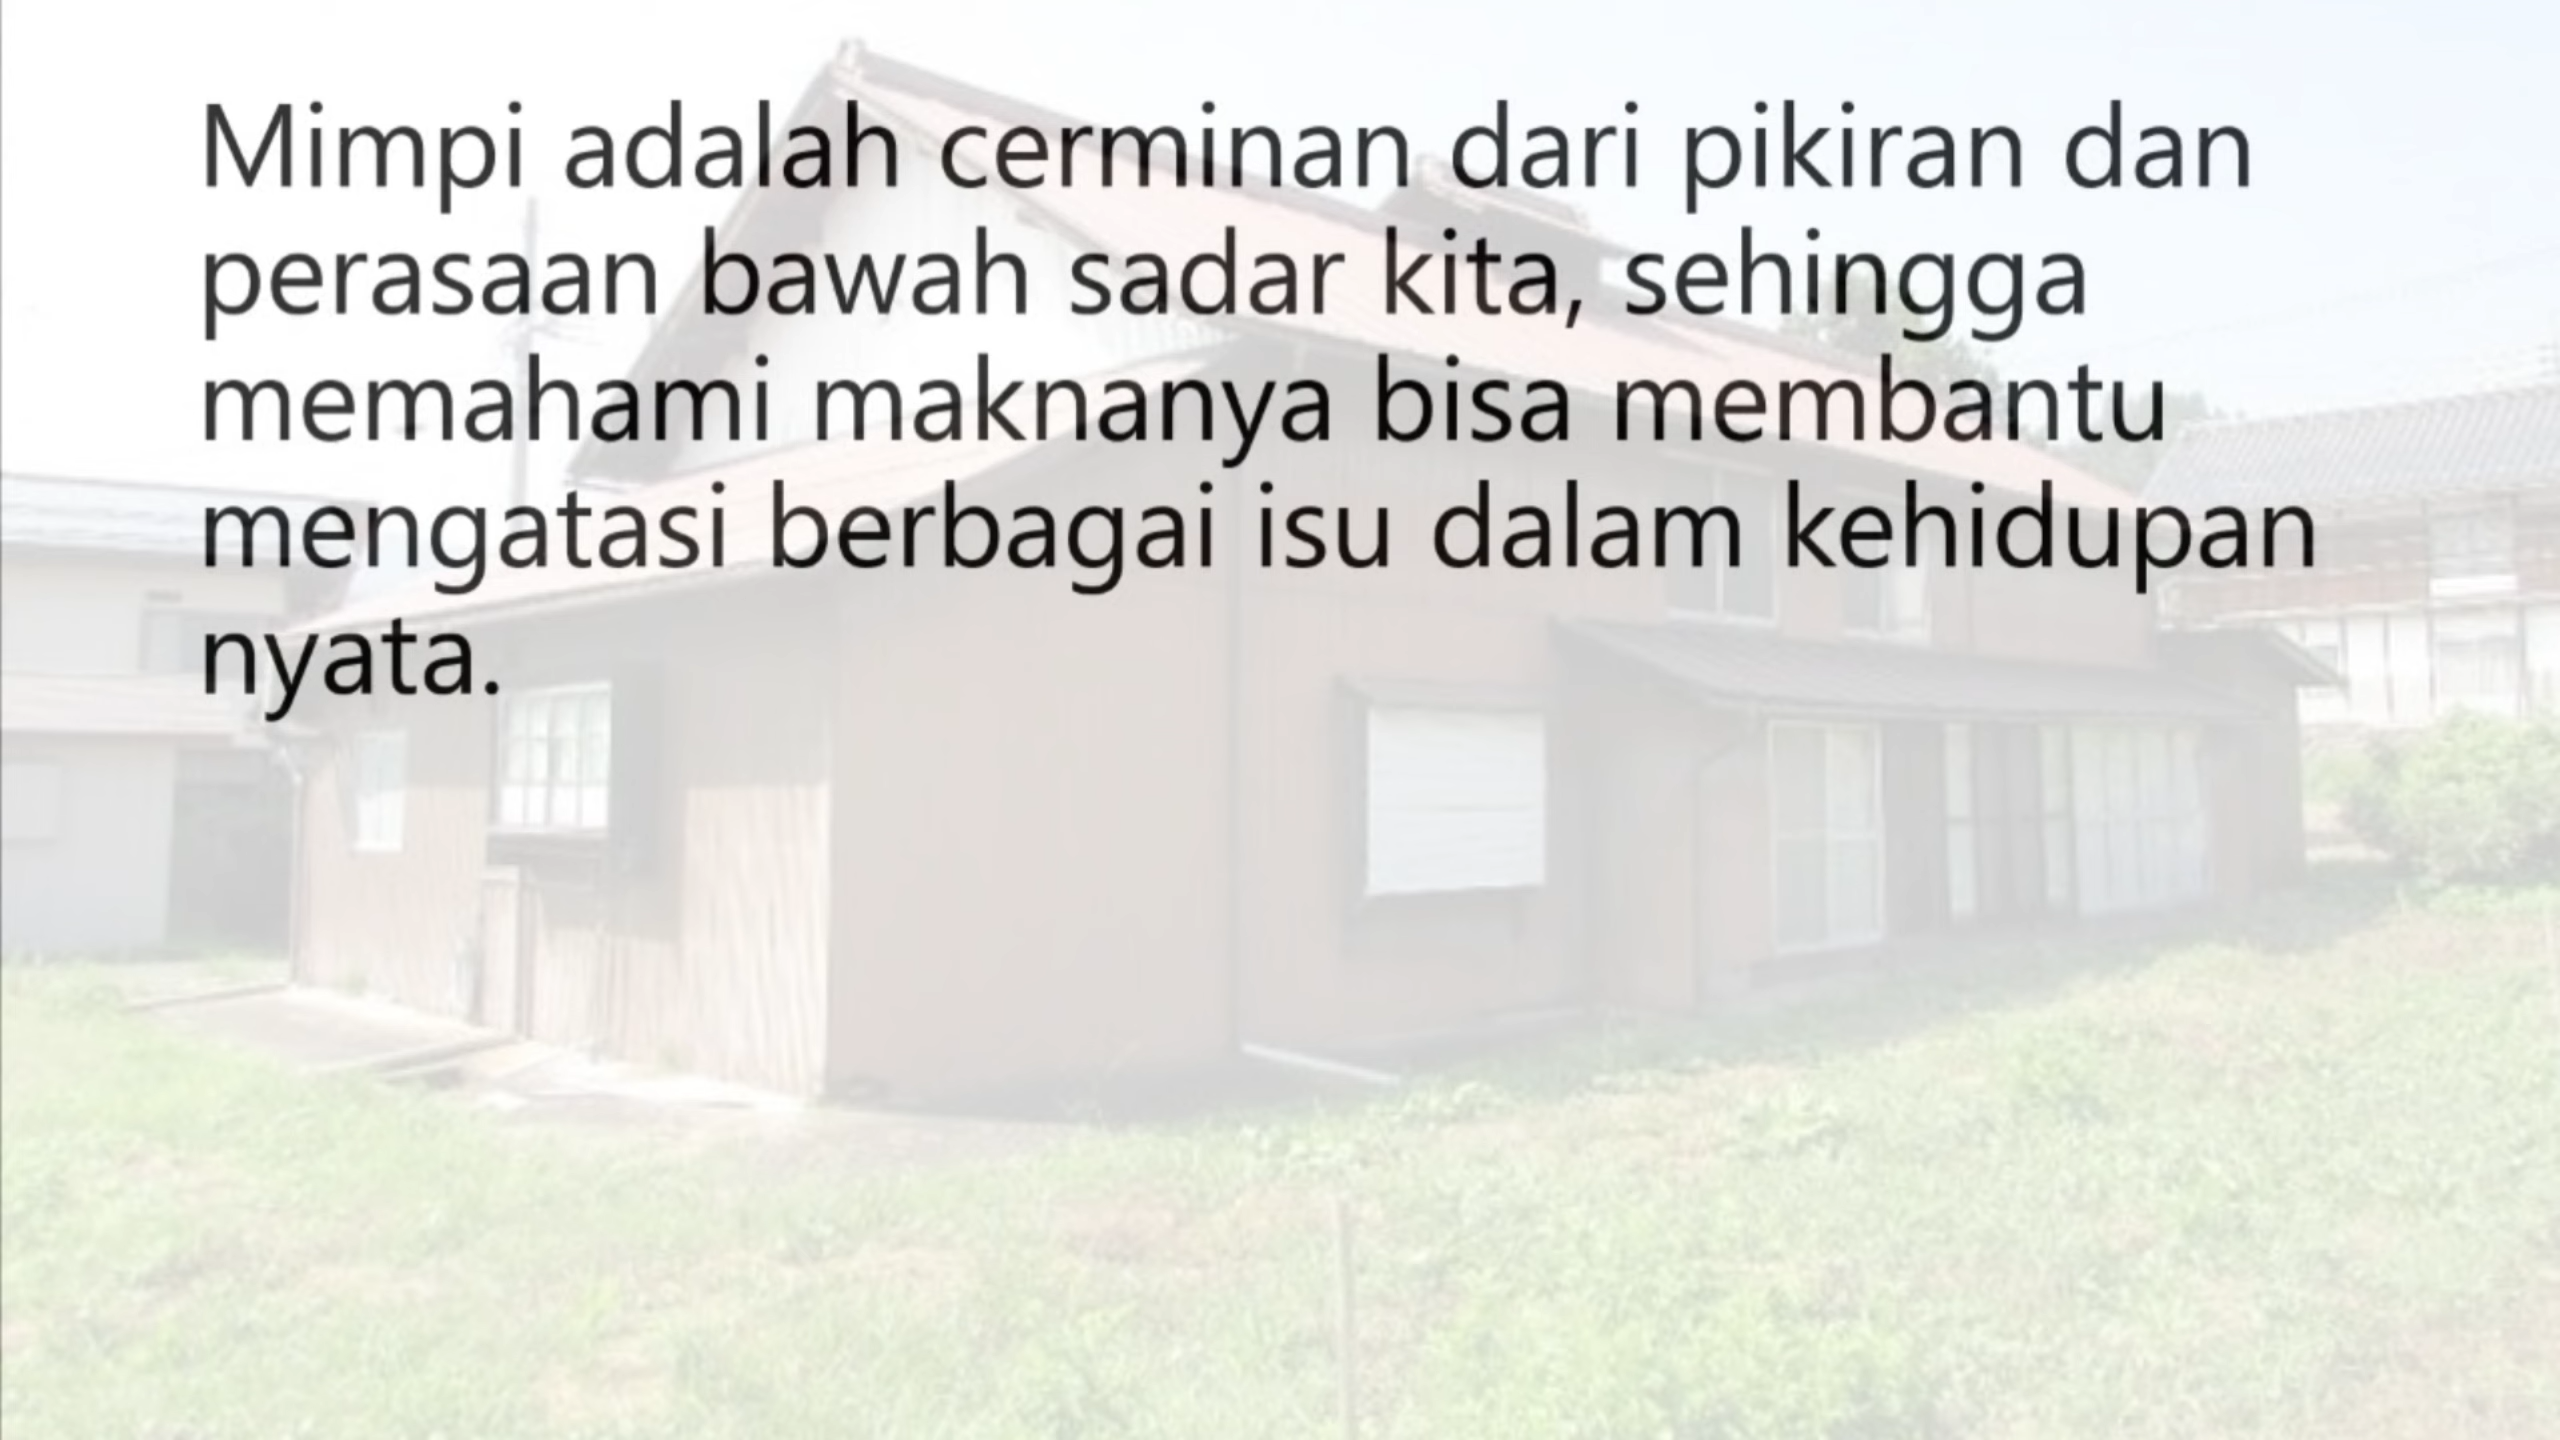 Mimpi adalah cerminan dari pikiran dan
perasaan bawah sadar kita, sehingga
memahami maknanya bisa membantu
mengatasi berbagai isu dalam kehidupan
nyata.